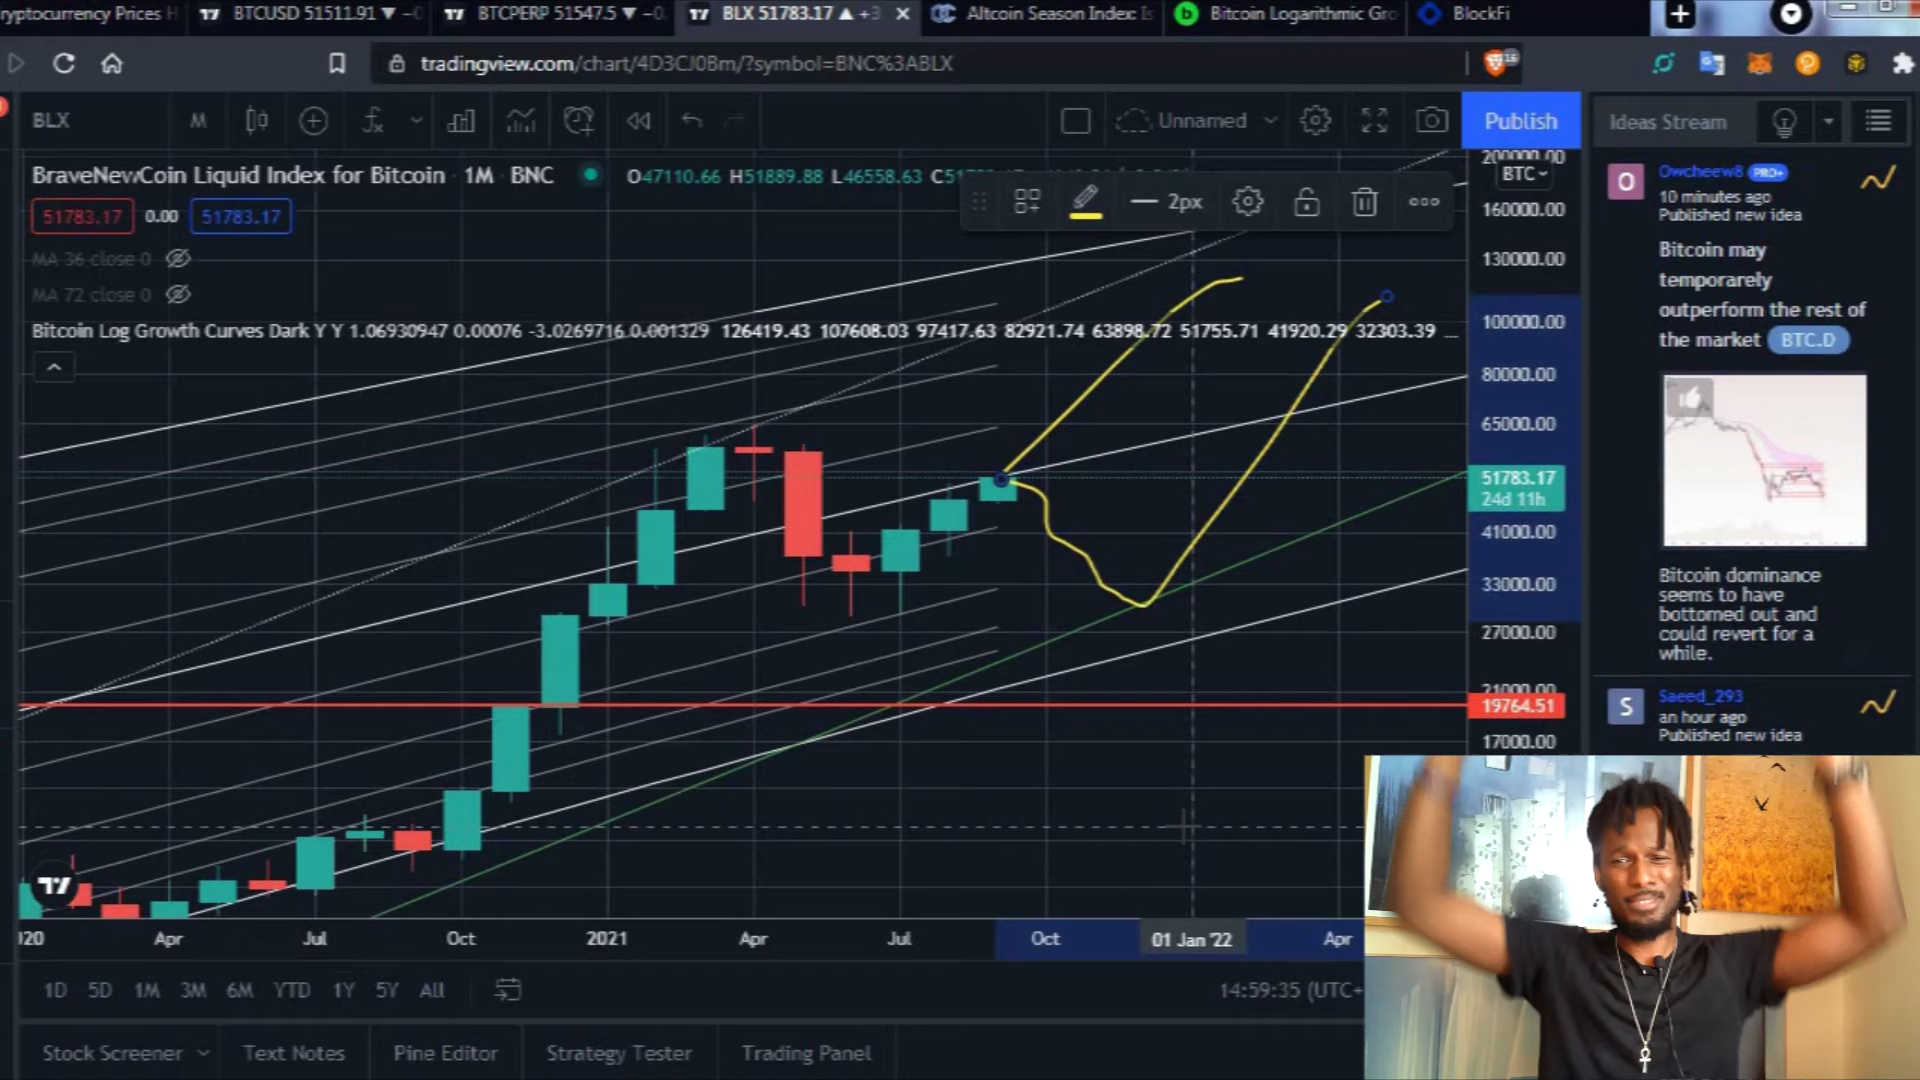 ryptocurrency Prices
BTCUSD 51511.91 ▼
BTCPERP 51547.5 ▼
BLX 51783.17 ▲ +3
Altcoin Season Index:
Bitcoin Logarithmic Gro
BlockFi
tradingview.com/chart/4D3CJ0Bm/?symbol=BNC%3ABLX
16
BLX
M
Unnamed
Publish
Ideas Stream
BraveNewCoin Liquid Index for Bitcoin · 1M · BNC
O47110.66 H51889.88 L46558.63
2px
51783.17 0.00 51783.17
MA 36 close 0
MA 72 close 0
Bitcoin Log Growth Curves Dark Y Y 1.06930947 0.00076 -3.0269716 0.001329 126419.43 107608.03 97417.63 82921.74 63898.72 51755.71 41920.29 32303.39 ...
200000.00
BTC
160000.00
130000.00
100000.00
80000.00
65000.00
51783.17
24d 11h
41000.00
33000.00
27000.00
21000.00
19764.51
17000.00
O
Owcheew8 PRO+
10 minutes ago
Published new idea
Bitcoin may
temporarely
outperform the rest of
the market BTC.D
Bitcoin dominance
seems to have
bottomed out and
could revert for a
while.
S
Saeed_293
an hour ago
Published new idea
Apr
Jul
Oct
2021
Apr
Jul
Oct
01 Jan '22
Apr
1D 5D 1M 3M 6M YTD 1Y 5Y All
14:59:35 (UTC+
Stock Screener
Text Notes
Pine Editor
Strategy Tester
Trading Panel